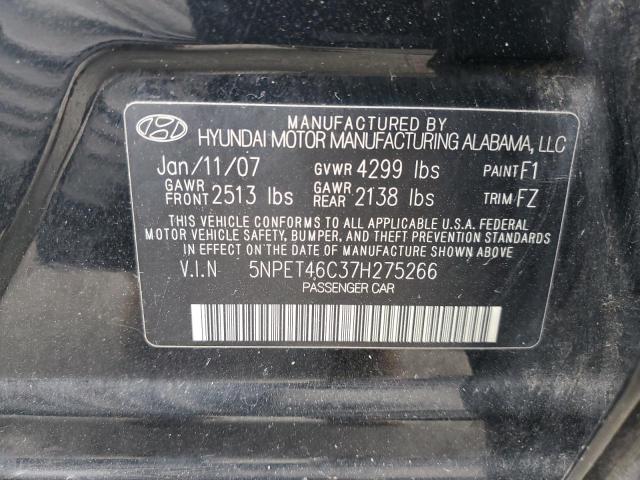 MANUFACTURED BY
HYUNDAI MOTOR MANUFACTURING ALABAMA, LLC
Jan/11/07 GVWR 4299 lbs PAINT F1
GAWR FRONT 2513 lbs GAWR REAR 2138 lbs TRIM FZ
THIS VEHICLE CONFORMS TO ALL APPLICABLE U.S.A. FEDERAL
MOTOR VEHICLE SAFETY, BUMPER, AND THEFT PREVENTION STANDARDS
IN EFFECT ON THE DATE OF MANUFACTURE SHOWN ABOVE
V.I.N 5NPET46C37H275266
PASSENGER CAR